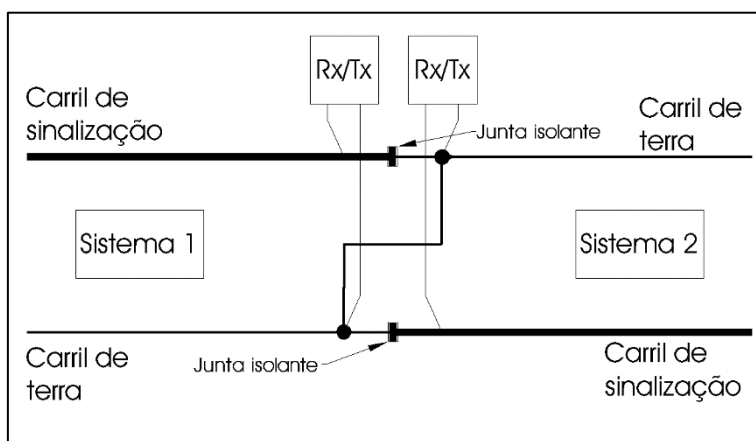 Rx/Tx
Rx/Tx
Carril de
sinalização
Junta isolante
Carril de
terra
Sistema 1
Sistema 2
Carril de
terra
Junta isolante
Carril de
sinalização